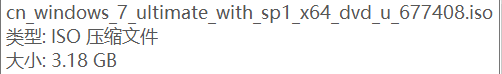 cn_windows_7_ultimate_with_sp1_x64_dvd_u_677408.iso
类型: ISO 压缩文件
大小: 3.18 GB